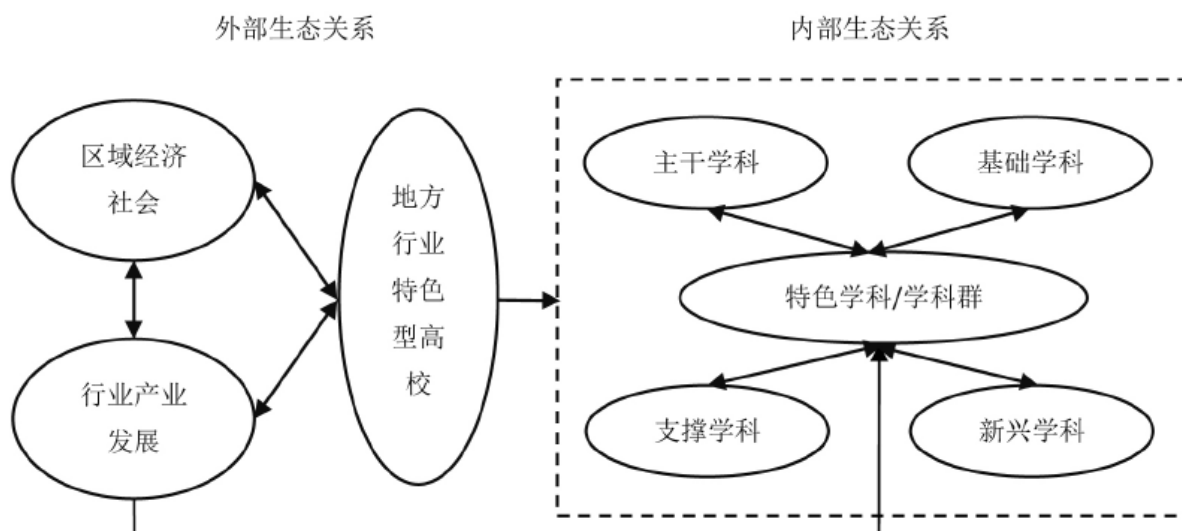 外部生态关系
内部生态关系
区域经济
社会
行业产业
发展
地方
行业
特色
型高
校
主干学科
基础学科
特色学科/学科群
支撑学科
新兴学科